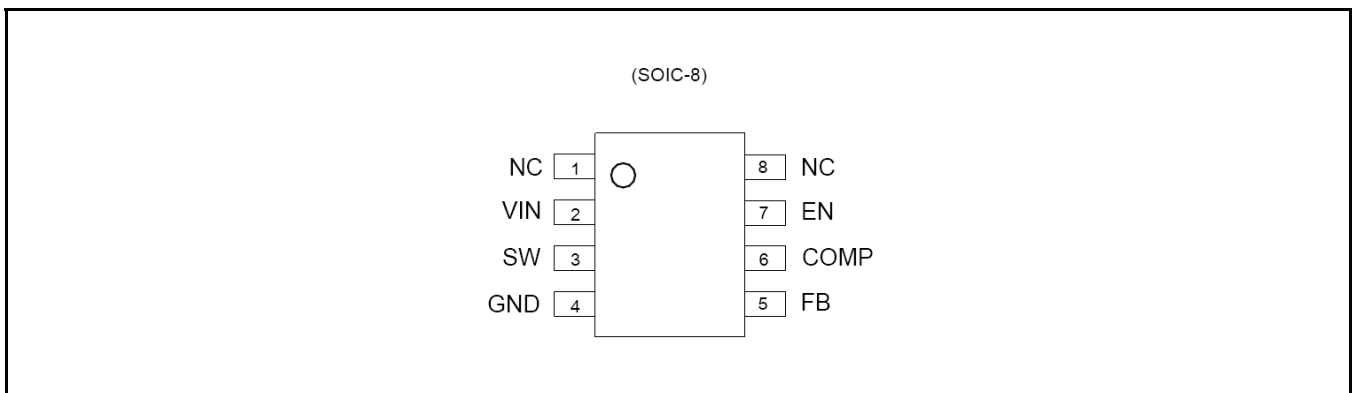 (SOIC-8)
NC 1 8 NC
VIN 2 7 EN
SW 3 6 COMP
GND 4 5 FB